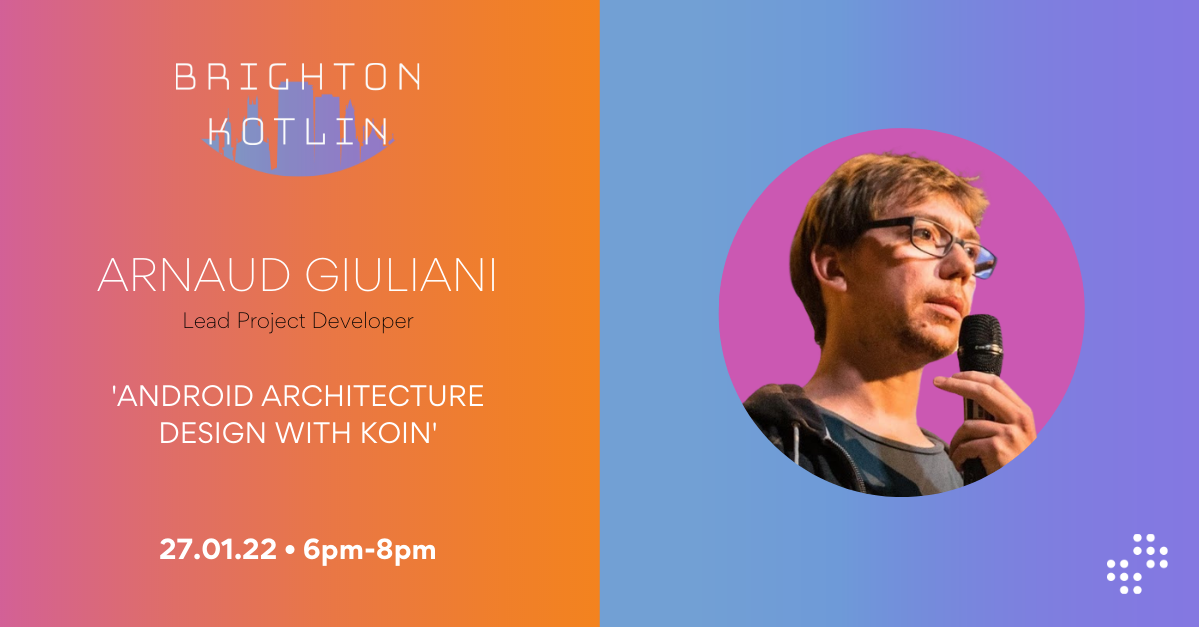 BRIGHTON
KOTLIN
ARNAUD GIULIANI
Lead Project Developer
'ANDROID ARCHITECTURE
DESIGN WITH KOIN'
27.01.22 • 6pm-8pm